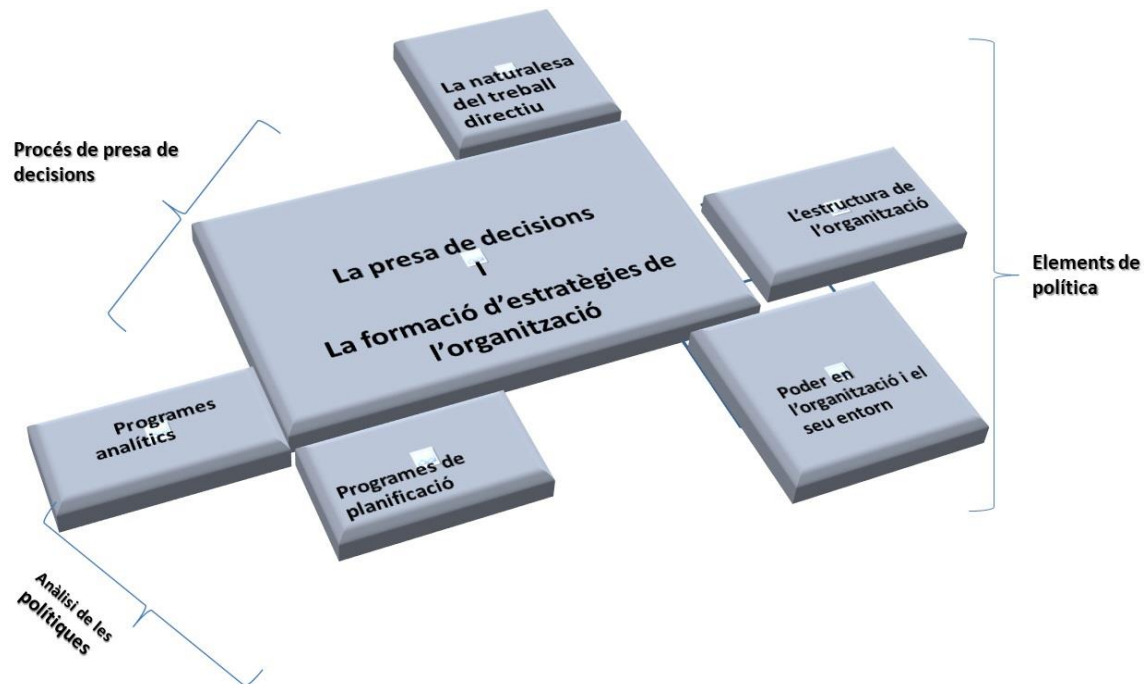 La naturalesa
del treball
directiu
Procés de presa de
decisions
La presa de decisions
i
La formació d'estratègies de
l'organització
L'estructura de
l'organització
Elements de
política
Poder en
l'organització i el
seu entorn
Programes
analítics
Programes de
planificació
Anàlisi de les
polítiques